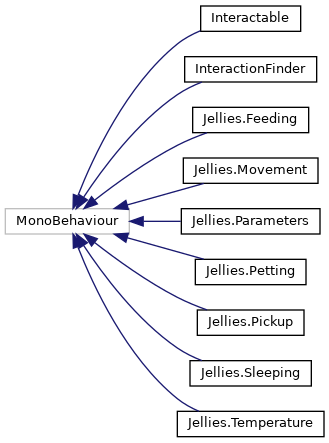 Interactable
InteractionFinder
Jellies.Feeding
Jellies.Movement
MonoBehaviour
Jellies.Parameters
Jellies.Petting
Jellies.Pickup
Jellies.Sleeping
Jellies.Temperature